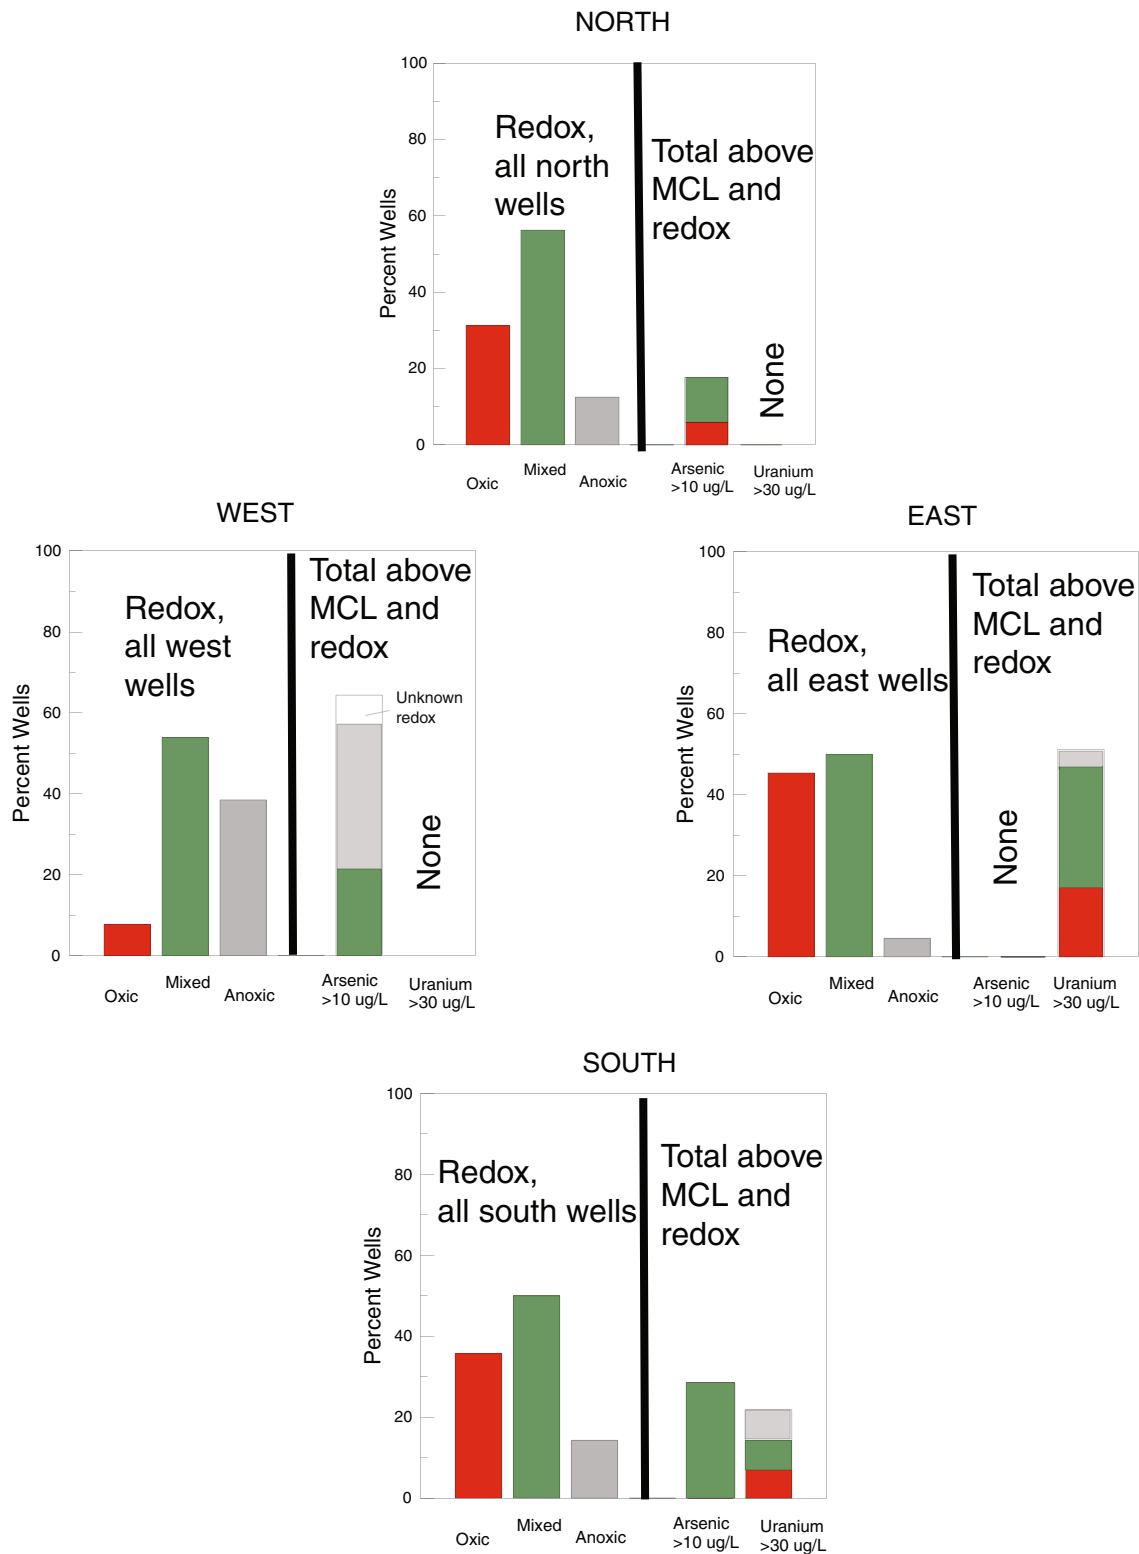 NORTH
100
80
60
40
20
0
Percent Wells
Redox,
all north
wells
Total above
MCL and
redox
None
Oxic
Mixed
Anoxic
Arsenic
>10 ug/L
Uranium
>30 ug/L
WEST
100
80
60
40
20
0
Percent Wells
Redox,
all west
wells
Total above
MCL and
redox
Unknown
redox
None
Oxic
Mixed
Anoxic
Arsenic
>10 ug/L
Uranium
>30 ug/L
EAST
100
80
60
40
20
0
Percent Wells
Redox,
all east wells
Total above
MCL and
redox
None
Oxic
Mixed
Anoxic
Arsenic
>10 ug/L
Uranium
>30 ug/L
SOUTH
100
80
60
40
20
0
Percent Wells
Redox,
all south wells
Total above
MCL and
redox
Oxic
Mixed
Anoxic
Arsenic
>10 ug/L
Uranium
>30 ug/L